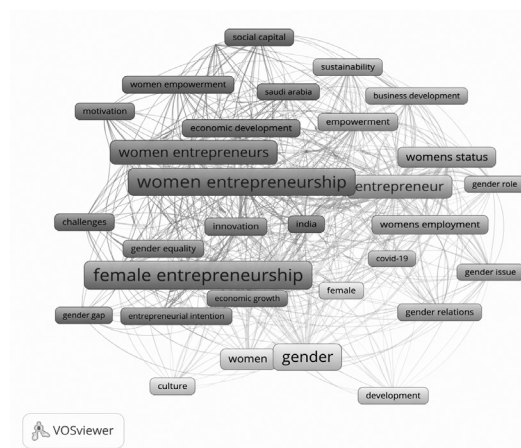 social capital
sustainability
women empowerment
saudi arabia
business development
motivation
economic development
empowerment
women entrepreneurs
womens status
women entrepreneurship
entrepreneur
gender role
challenges
innovation
india
womens employment
gender equality
covid-19
female entrepreneurship
gender issue
economic growth
female
gender gap
entrepreneurial intention
gender relations
women
gender
culture
development
VOSviewer